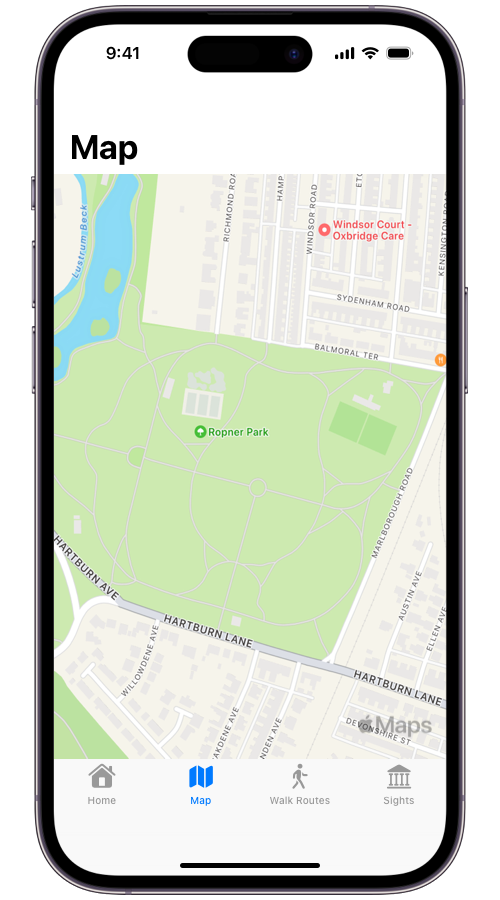 9:41
Map
Lustrum Beck
RICHMOND ROA
HAMP
ETO
WINDSOR ROAD
KENSINGTON ROAD
Windsor Court -
Oxbridge Care
SYDENHAM ROAD
BALMORAL TER
Ropner Park
MARLBOROUGH ROAD
HARTBURN AVE
HARTBURN LANE
AUSTIN AVE
ELLEN AVE
WILLOWDENE AVE
HARTBURN LANE
AKDENE AVE
NDEN AVE
DEVONSHIRE ST
Maps
Home
Map
Walk Routes
Sights